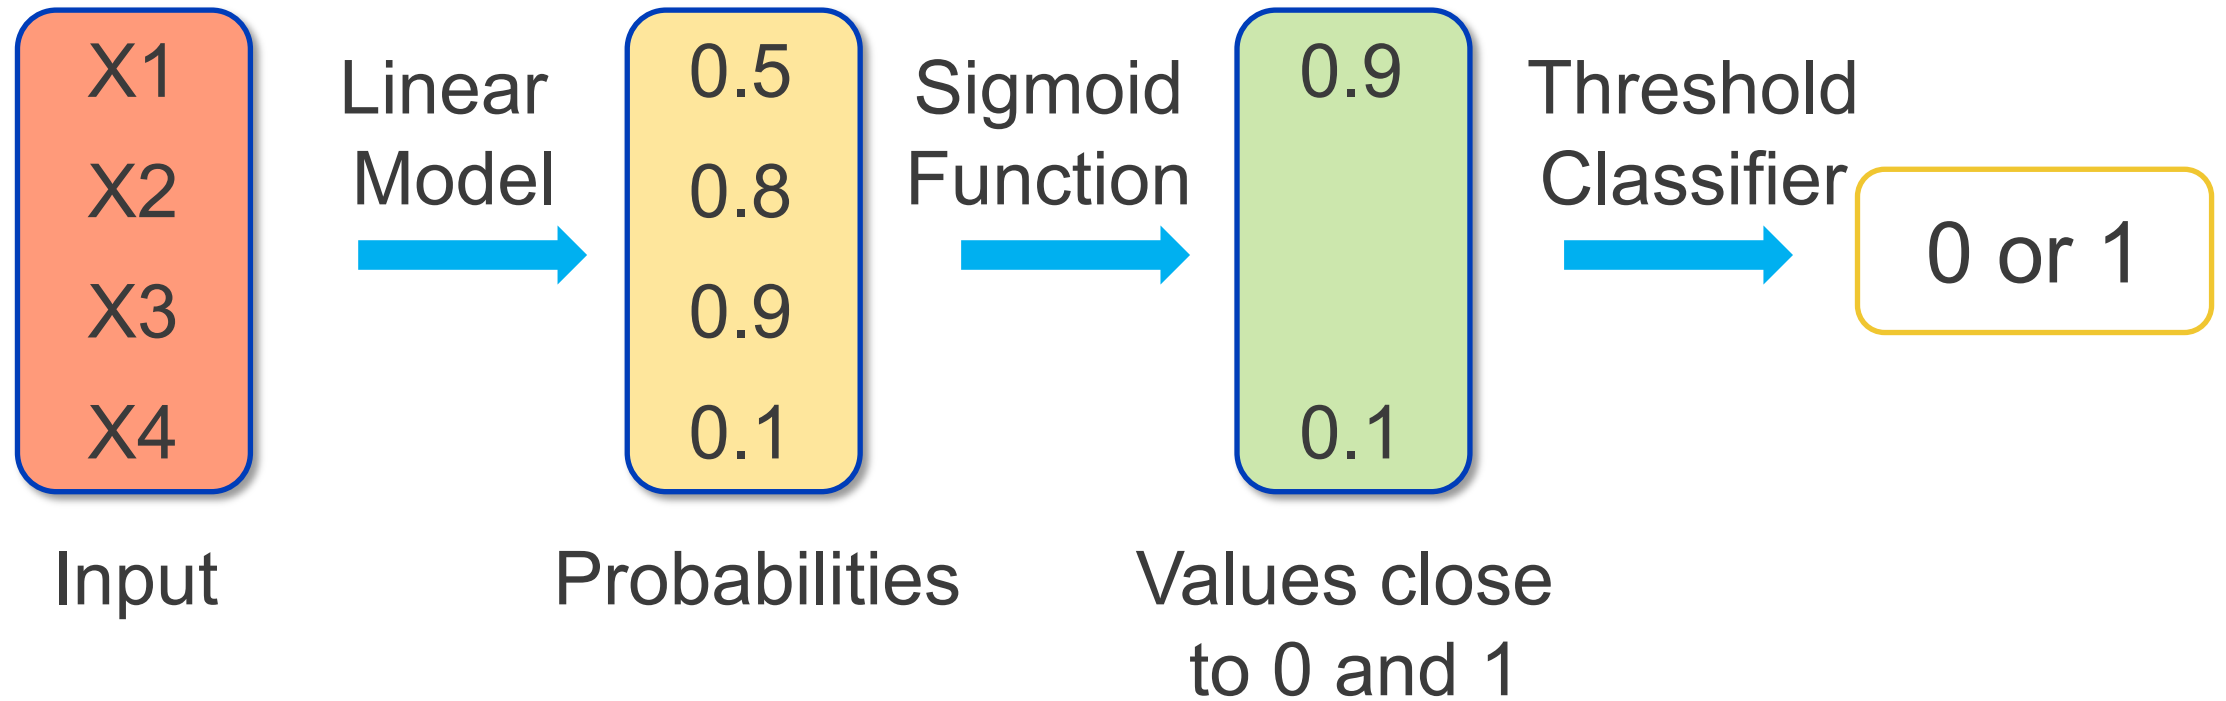 X1
X2
X3
X4
Input
Linear
Model
0.5
0.8
0.9
0.1
Probabilities
Sigmoid
Function
0.9
0.1
Values close
to 0 and 1
Threshold
Classifier
0 or 1